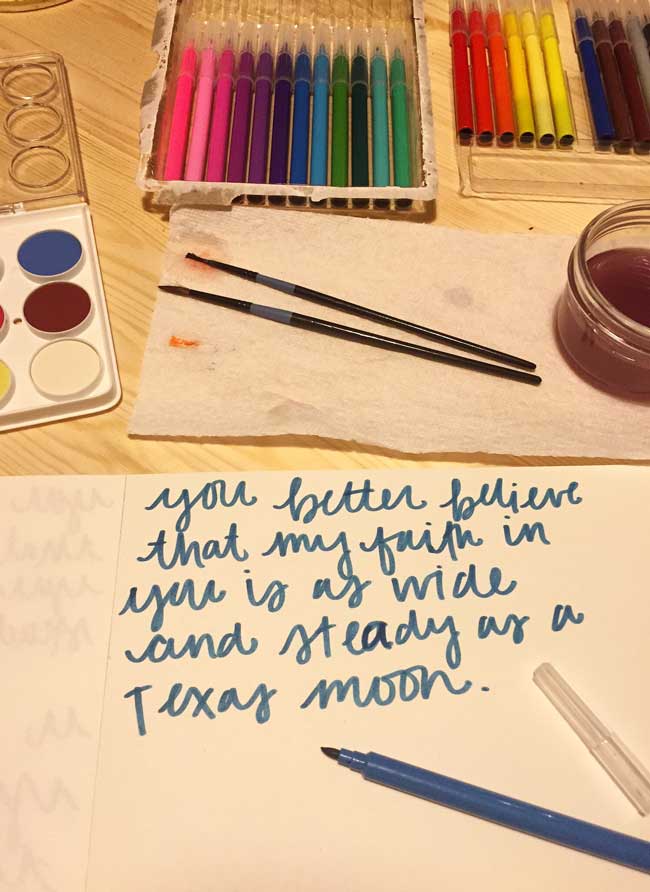 you better believe
that my faith in
you is as wide
and steady as a
Texas moon.